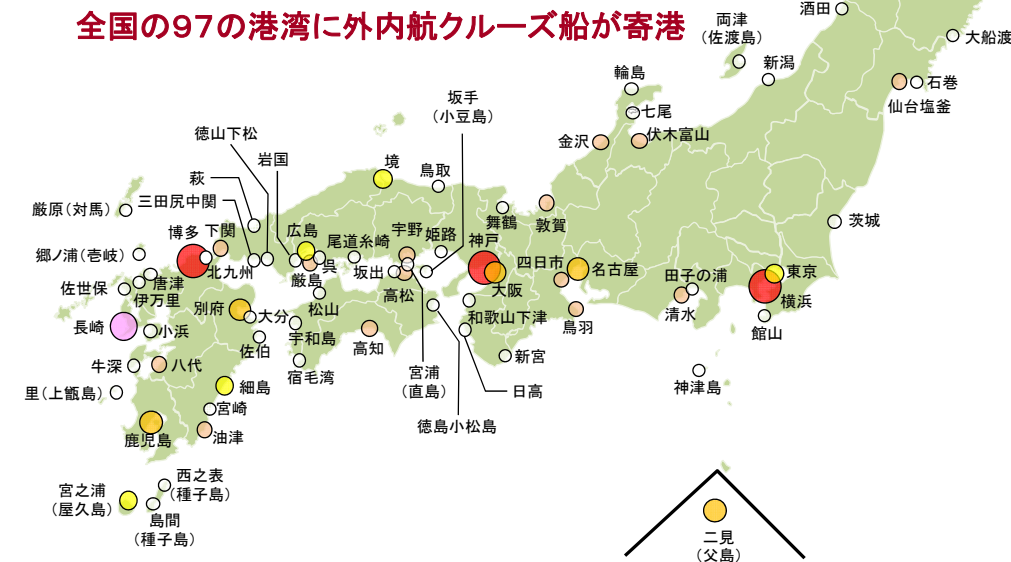 全国の97の港湾に外内航クルーズ船が寄港
酒田
両津
(佐渡島)
大船渡
新潟
輪島
石巻
仙台塩釜
七尾
坂手
(小豆島)
伏木富山
金沢
徳山下松
岩国
境
鳥取
萩
三田尻中関
厳原(対馬)
舞鶴
敦賀
茨城
博多
下関
広島
尾道糸崎
宇野
姫路
神戸
郷ノ浦(壱岐)
北九州
呉
厳島
坂出
四日市
名古屋
東京
田子の浦
唐津
佐世保
伊万里
高松
大阪
横浜
別府
大分
松山
和歌山下津
鳥羽
清水
長崎
小浜
宇和島
館山
佐伯
高知
新宮
牛深
八代
宿毛湾
宮浦
(直島)
日高
神津島
里(上甑島)
細島
宮崎
徳島小松島
鹿児島
油津
西之表
(種子島)
宮之浦
(屋久島)
島間
(種子島)
二見
(父島)